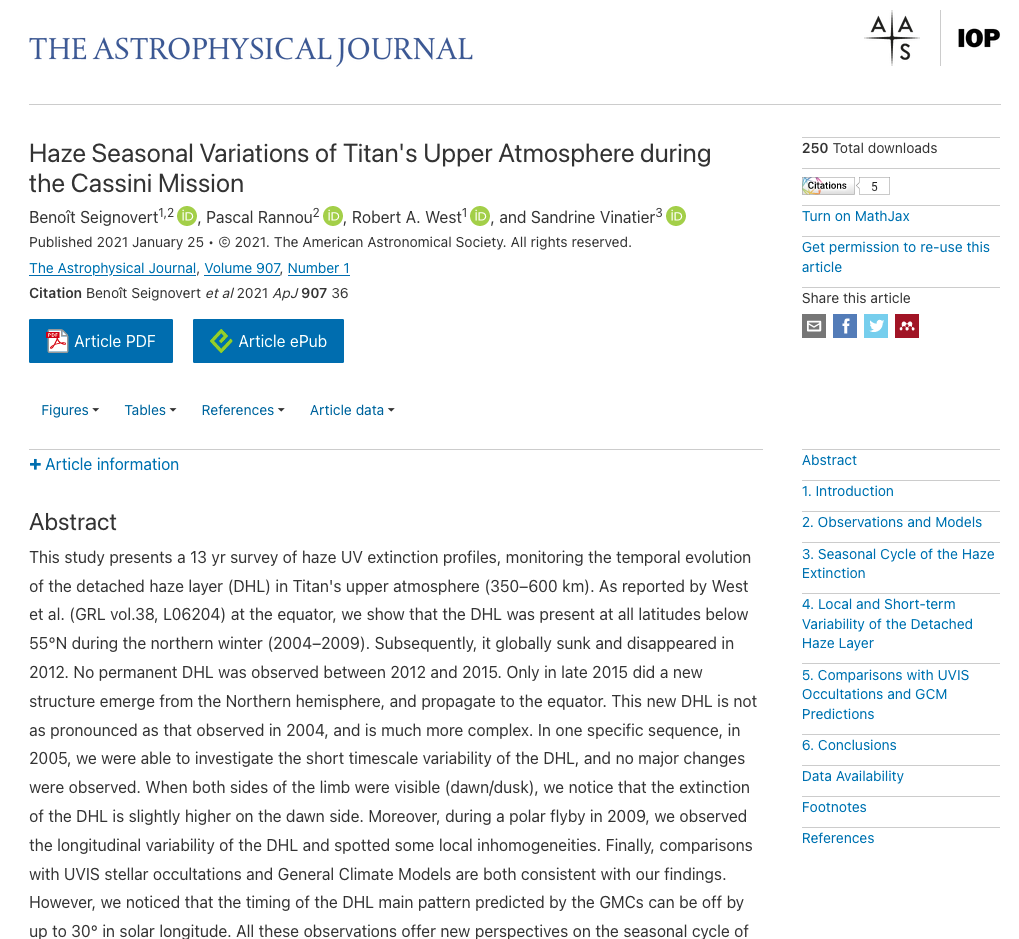 THE ASTROPHYSICAL JOURNAL
A A S
IOP
Haze Seasonal Variations of Titan's Upper Atmosphere during
the Cassini Mission
Benoît Seignovert1,2 iD, Pascal Rannou2 iD, Robert A. West1 iD, and Sandrine Vinatier3 iD
Published 2021 January 25 • © 2021. The American Astronomical Society. All rights reserved.
The Astrophysical Journal, Volume 907, Number 1
Citation Benoît Seignovert et al 2021 ApJ 907 36
PDF Article PDF
Article ePub
Figures
Tables
References
Article data
+ Article information
Abstract
This study presents a 13 yr survey of haze UV extinction profiles, monitoring the temporal evolution
of the detached haze layer (DHL) in Titan's upper atmosphere (350–600 km). As reported by West
et al. (GRL vol.38, L06204) at the equator, we show that the DHL was present at all latitudes below
55°N during the northern winter (2004–2009). Subsequently, it globally sunk and disappeared in
2012. No permanent DHL was observed between 2012 and 2015. Only in late 2015 did a new
structure emerge from the Northern hemisphere, and propagate to the equator. This new DHL is not
as pronounced as that observed in 2004, and is much more complex. In one specific sequence, in
2005, we were able to investigate the short timescale variability of the DHL, and no major changes
were observed. When both sides of the limb were visible (dawn/dusk), we notice that the extinction
of the DHL is slightly higher on the dawn side. Moreover, during a polar flyby in 2009, we observed
the longitudinal variability of the DHL and spotted some local inhomogeneities. Finally, comparisons
with UVIS stellar occultations and General Climate Models are both consistent with our findings.
However, we noticed that the timing of the DHL main pattern predicted by the GMCs can be off by
up to 30° in solar longitude. All these observations offer new perspectives on the seasonal cycle of
250 Total downloads
Citations 5
Turn on MathJax
Get permission to re-use this
article
Share this article
f
Abstract
1. Introduction
2. Observations and Models
3. Seasonal Cycle of the Haze
Extinction
4. Local and Short-term
Variability of the Detached
Haze Layer
5. Comparisons with UVIS
Occultations and GCM
Predictions
6. Conclusions
Data Availability
Footnotes
References